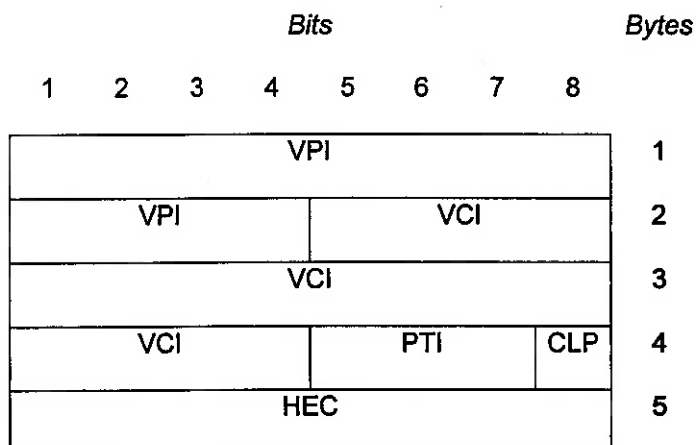 Bits Bytes
1 2 3 4 5 6 7 8
VPI 1
VPI VCI 2
VCI 3
VCI PTI CLP 4
HEC 5